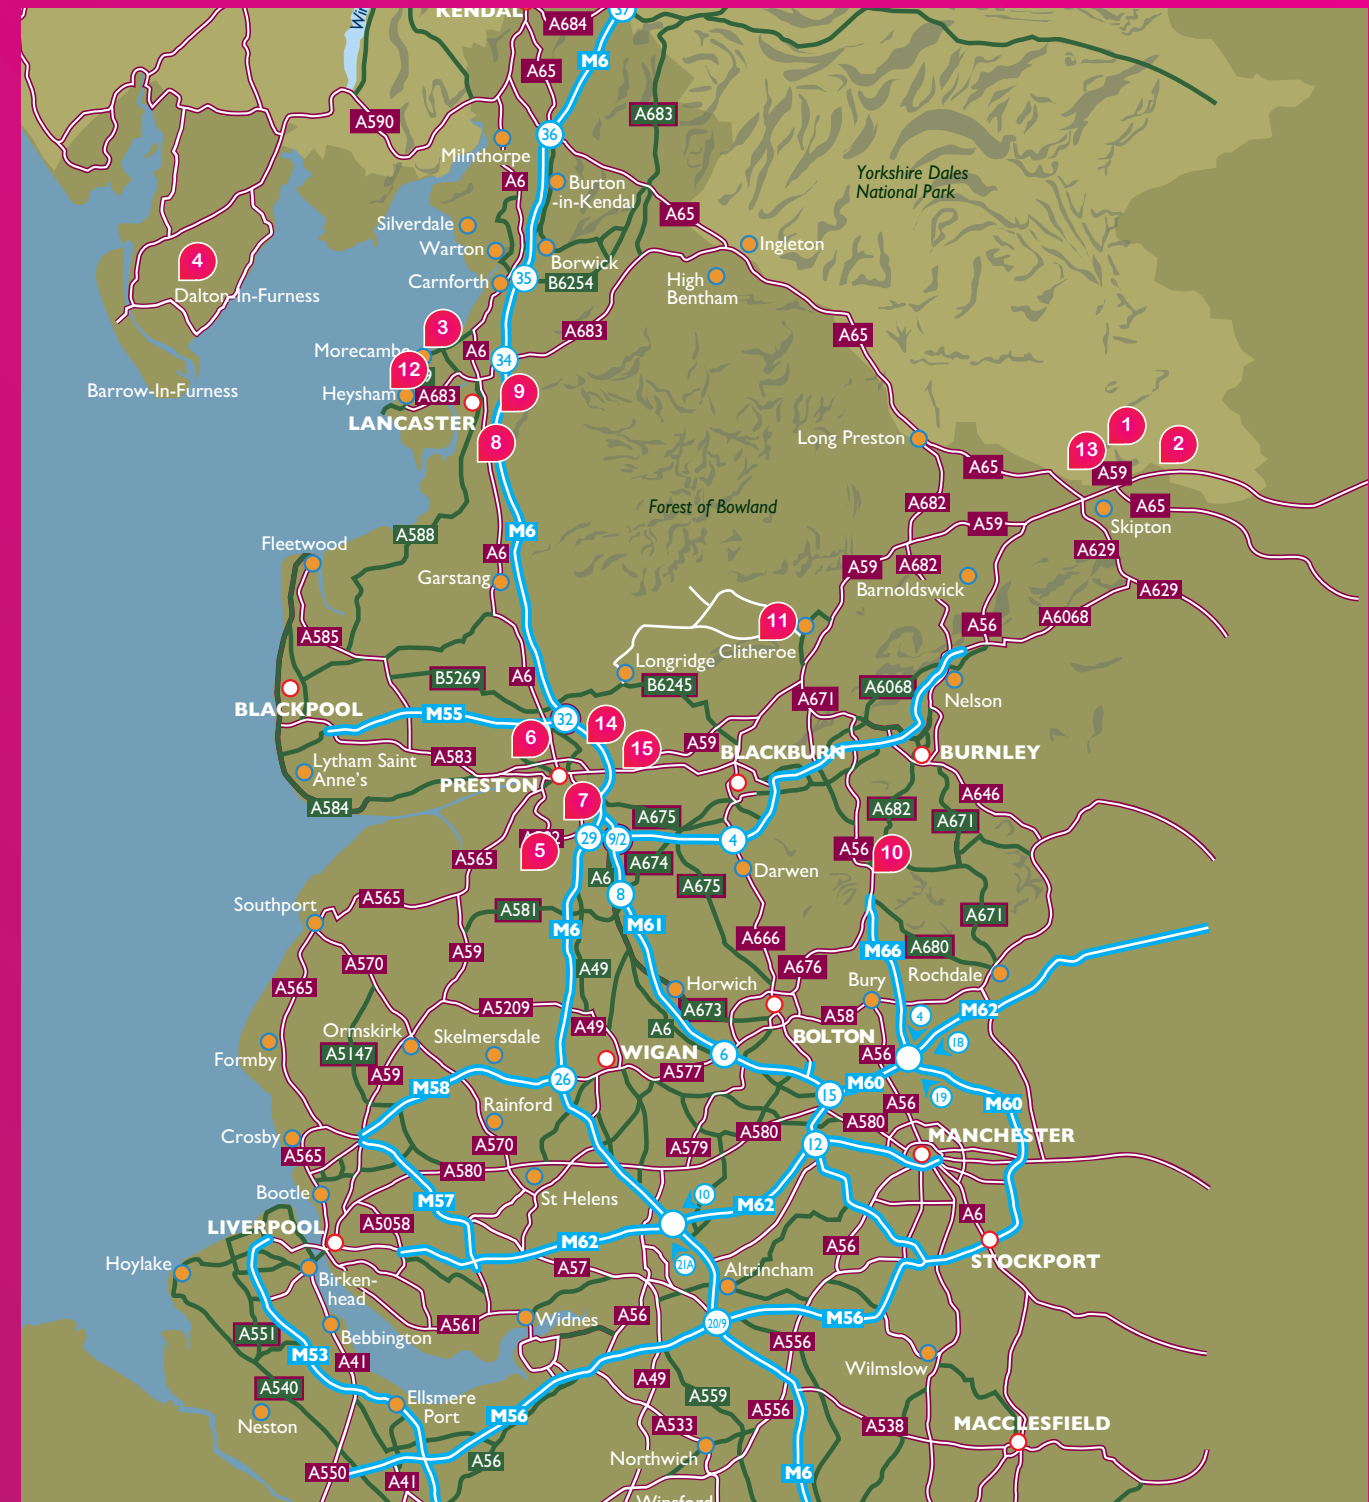 KENDAL
A684
37
M6
A65
A683
A590
36
Milnthorpe
Yorkshire Dales
National Park
A6
Burton
-in-Kendal
A65
Silverdale
Warton
Borwick
Ingleton
4
Carnforth
35
B6254
High
Bentham
Dalton-In-Furness
3
A683
A65
Morecambe
A6
34
12
Barrow-In-Furness
Heysham
A683
9
LANCASTER
8
Long Preston
1
13
2
A65
A59
A682
A65
Forest of Bowland
Skipton
A588
M6
A59
Fleetwood
A6
A629
A59
A682
Garstang
Barnoldswick
A629
11
A6068
A585
A56
Clitheroe
Longridge
B5269
A6
B6245
A6068
A671
Nelson
BLACKPOOL
M55
32
14
6
15
A59
BLACKBURN
BURNLEY
A583
Lytham Saint
Anne's
PRESTON
7
A584
A646
A682
A675
A671
29
9/2
4
5
A56
10
A565
A674
Darwen
A6
A675
8
A565
A581
Southport
A671
M6
M61
A666
M66
A680
A59
A570
A49
A676
Rochdale
A565
Horwich
Bury
A5209
A673
A58
M62
4
A49
A6
Ormskirk
Skelmersdale
BOLTON
18
Formby
A5147
WIGAN
6
A56
A59
A577
26
M58
M60
15
19
Rainford
A56
M60
A580
A580
Crosby
A570
A579
12
MANCHESTER
A565
A580
Bootle
St Helens
10
M57
M62
A6
LIVERPOOL
A5058
M62
A56
STOCKPORT
Hoylake
21A
A57
Altrincham
Birken-
head
A56
Widnes
M56
A561
20/9
A551
Bebbington
A556
M53
A41
Wilmslow
A49
A540
A559
Ellsmere
Port
A556
M56
Neston
A533
A538
MACCLESFIELD
Northwich
A56
A550
A41
M6
Winsford